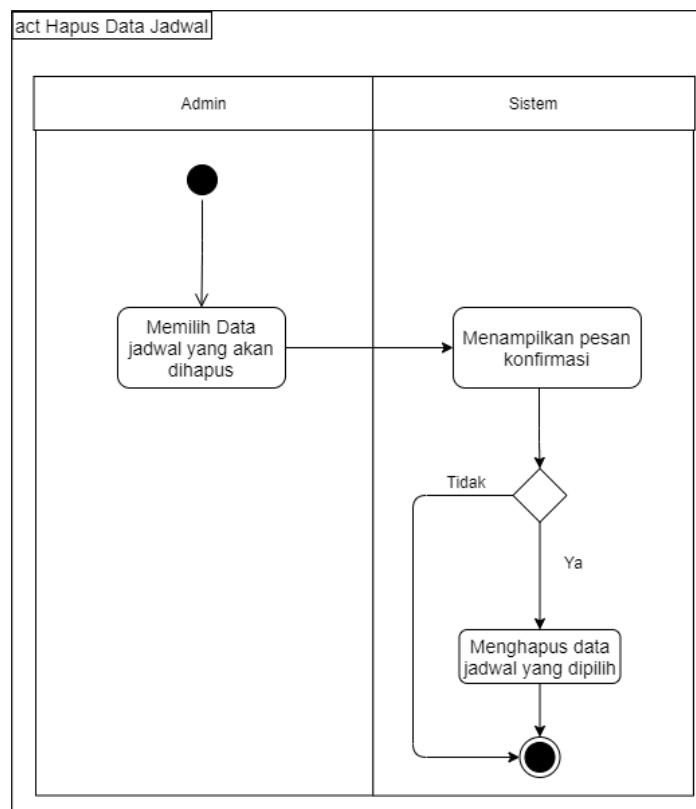 act Hapus Data Jadwal
Admin
Sistem
Memilih Data
jadwal yang akan
dihapus
Menampilkan pesan
konfirmasi
Tidak
Ya
Menghapus data
jadwal yang dipilih